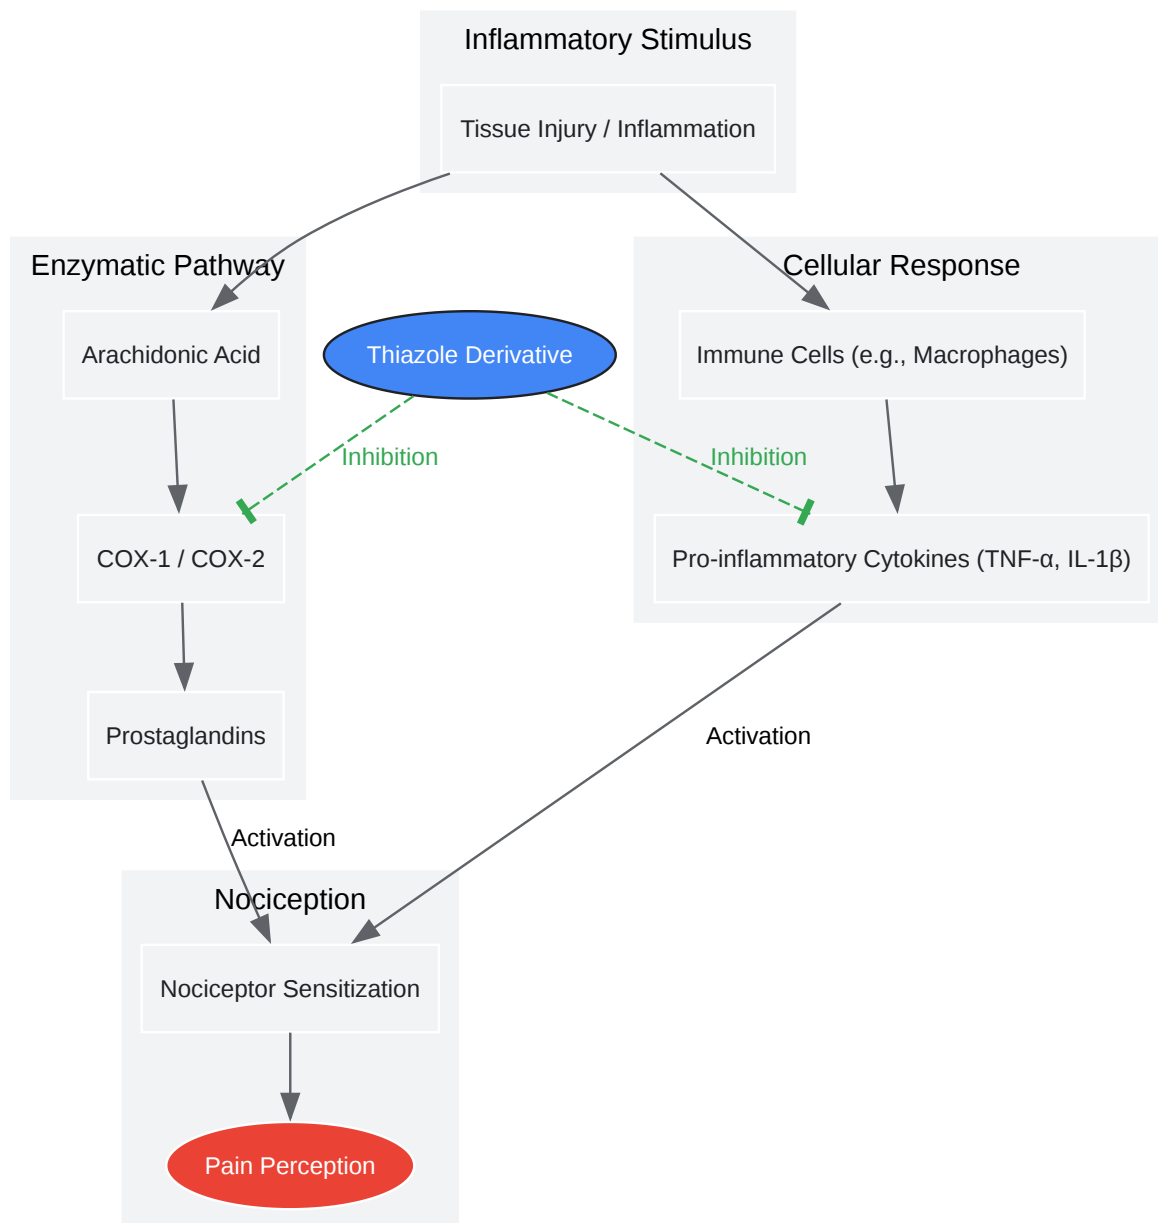 Inflammatory Stimulus
Tissue Injury / Inflammation
Enzymatic Pathway
Cellular Response
Arachidonic Acid
Thiazole Derivative
Immune Cells (e.g., Macrophages)
Inhibition
Inhibition
COX-1 / COX-2
Pro-inflammatory Cytokines (TNF-α, IL-1β)
Prostaglandins
Activation
Activation
Nociception
Nociceptor Sensitization
Pain Perception